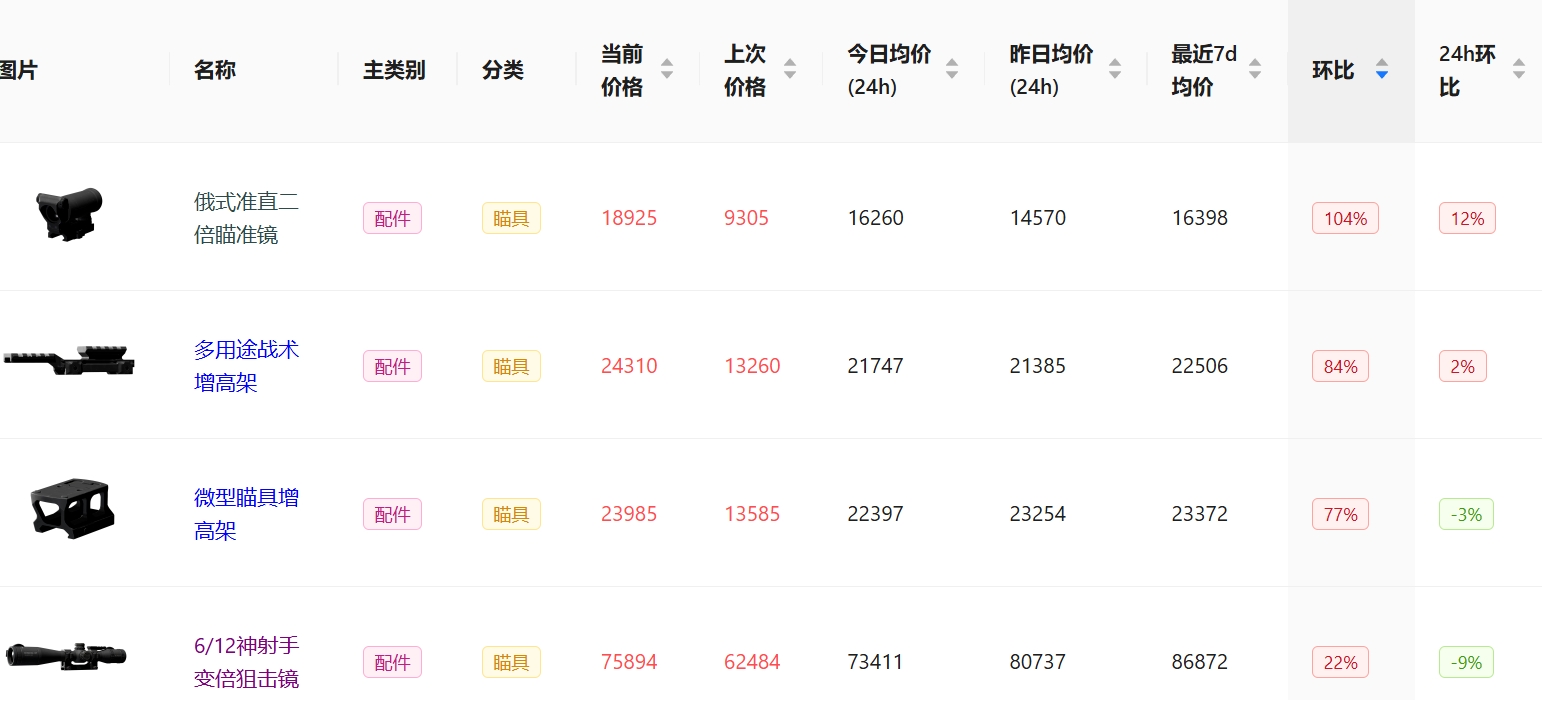 图片 名称 主类别 分类 当前价格 上次价格 今日均价(24h) 昨日均价(24h) 最近7d均价 环比 24h环比
俄式准直二倍瞄准镜 配件 瞄具 18925 9305 16260 14570 16398 104% 12%
多用途战术增高架 配件 瞄具 24310 13260 21747 21385 22506 84% 2%
微型瞄具增高架 配件 瞄具 23985 13585 22397 23254 23372 77% -3%
6/12神射手变倍狙击镜 配件 瞄具 75894 62484 73411 80737 86872 22% -9%